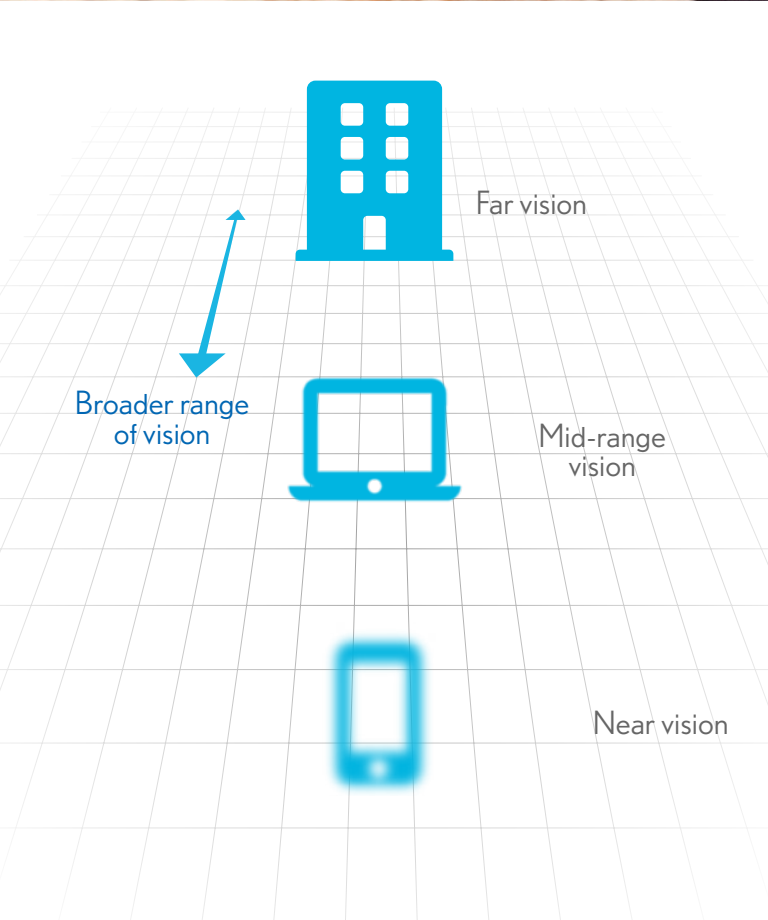 Far vision
Broader range
of vision
Mid-range
vision
Near vision